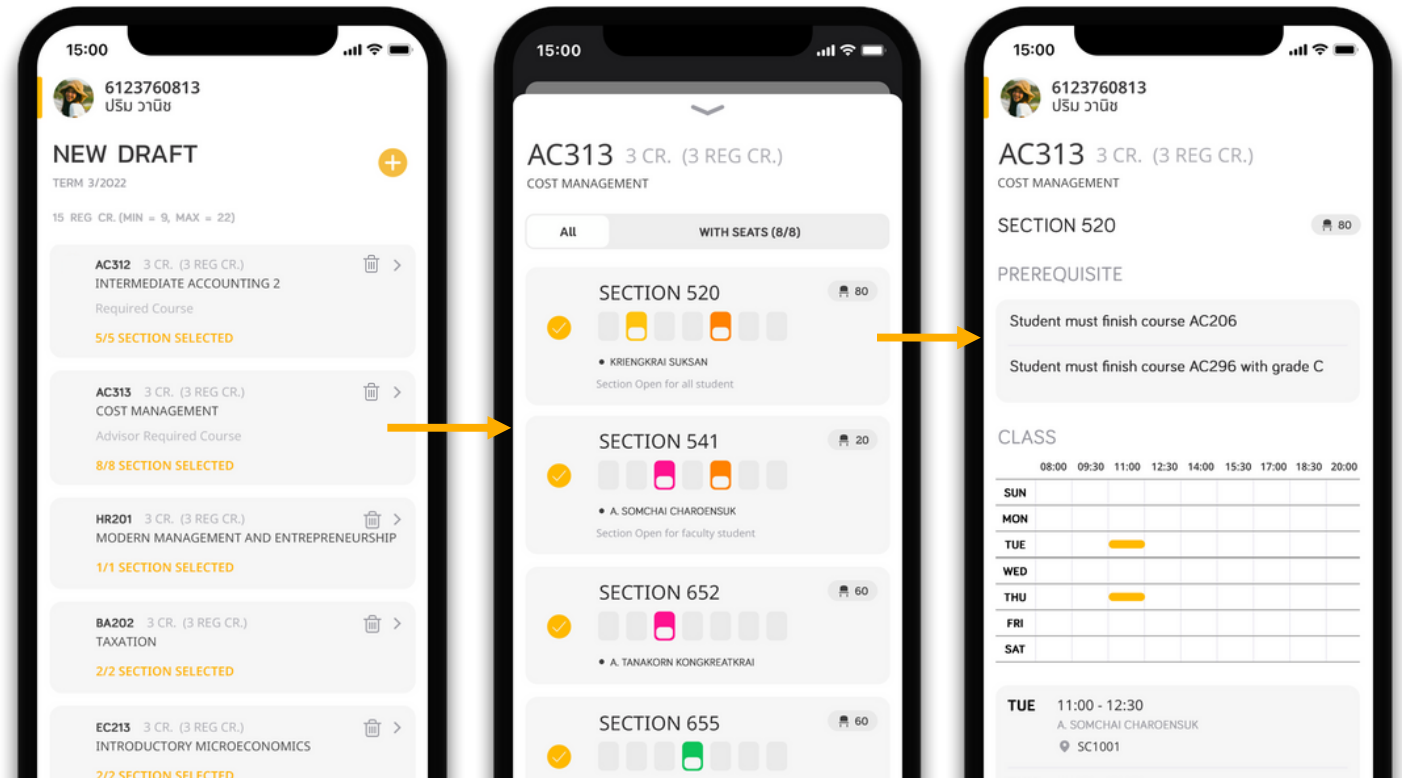 15:00
6123760813
ปริม วานิช
NEW DRAFT
TERM 3/2022
15 REG CR. (MIN = 9, MAX = 22)
AC312 3 CR. (3 REG CR.)
INTERMEDIATE ACCOUNTING 2
Required Course
5/5 SECTION SELECTED
AC313 3 CR. (3 REG CR.)
COST MANAGEMENT
Advisor Required Course
8/8 SECTION SELECTED
HR201 3 CR. (3 REG CR.)
MODERN MANAGEMENT AND ENTREPRENEURSHIP
1/1 SECTION SELECTED
BA202 3 CR. (3 REG CR.)
TAXATION
2/2 SECTION SELECTED
EC213 3 CR. (3 REG CR.)
INTRODUCTORY MICROECONOMICS
2/2 SECTION SELECTED
15:00
AC313 3 CR. (3 REG CR.)
COST MANAGEMENT
All WITH SEATS (8/8)
SECTION 520 80
KRIENGKRAI SUKSAN
Section Open for all student
SECTION 541 20
A. SOMCHAI CHAROENSUK
Section Open for faculty student
SECTION 652 60
A. TANAKORN KONGKREATKRAI
SECTION 655 60
15:00
6123760813
ปริม วานิช
AC313 3 CR. (3 REG CR.)
COST MANAGEMENT
SECTION 520 80
PREREQUISITE
Student must finish course AC206
Student must finish course AC296 with grade C
CLASS
08:00 09:30 11:00 12:30 14:00 15:30 17:00 18:30 20:00
SUN
MON
TUE
WED
THU
FRI
SAT
TUE 11:00 - 12:30
A. SOMCHAI CHAROENSUK
SC1001